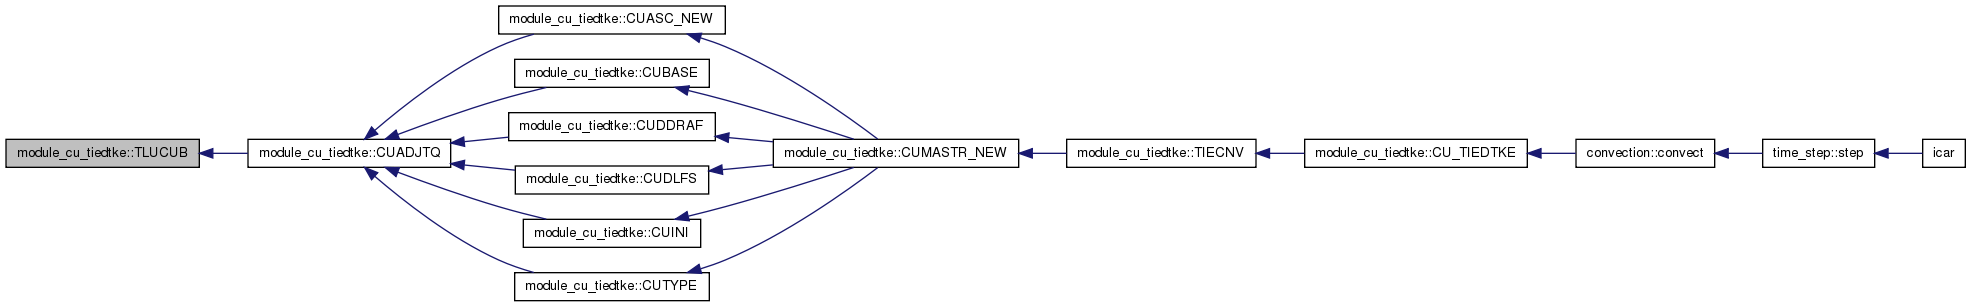 module_cu_tiedtke::TLUCUB
module_cu_tiedtke::CUADJTQ
module_cu_tiedtke::CUASC_NEW
module_cu_tiedtke::CUBASE
module_cu_tiedtke::CUDDRAF
module_cu_tiedtke::CUDLFS
module_cu_tiedtke::CUINI
module_cu_tiedtke::CUTYPE
module_cu_tiedtke::CUMASTR_NEW
module_cu_tiedtke::TIECNV
module_cu_tiedtke::CU_TIEDTKE
convection::convect
time_step::step
icar